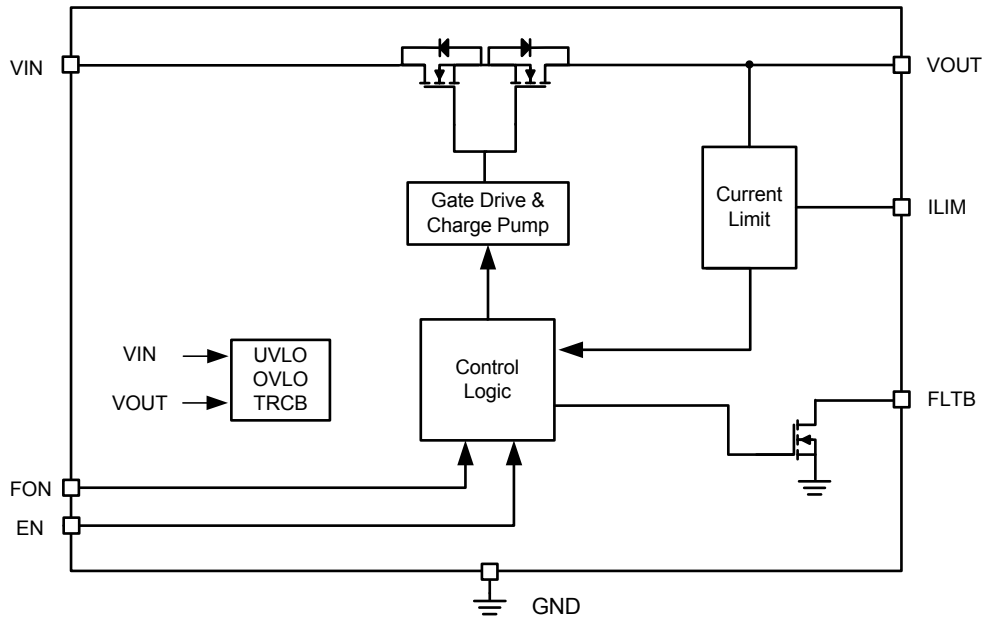 VIN
VOUT
Gate Drive &
Charge Pump
Current
Limit
ILIM
VIN
VOUT
UVLO
OVLO
TRCB
Control
Logic
FLTB
FON
EN
GND